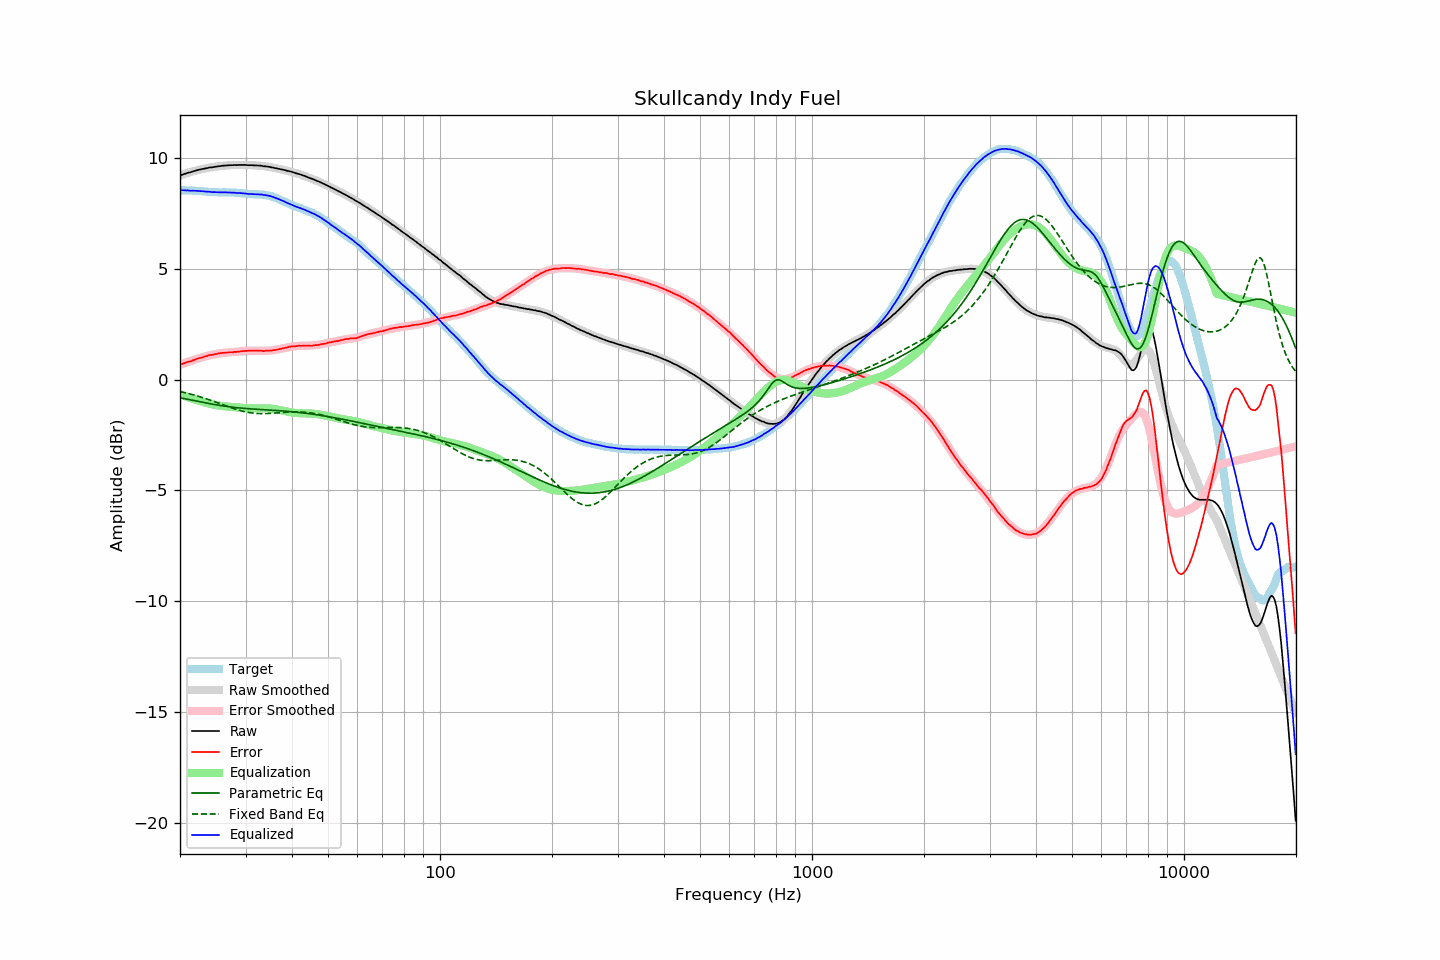 Skullcandy Indy Fuel
10
5
0
−5
−10
−15
−20
Amplitude (dBr)
Target
Raw Smoothed
Error Smoothed
Raw
Error
Equalization
Parametric Eq
Fixed Band Eq
Equalized
100
1000
10000
Frequency (Hz)